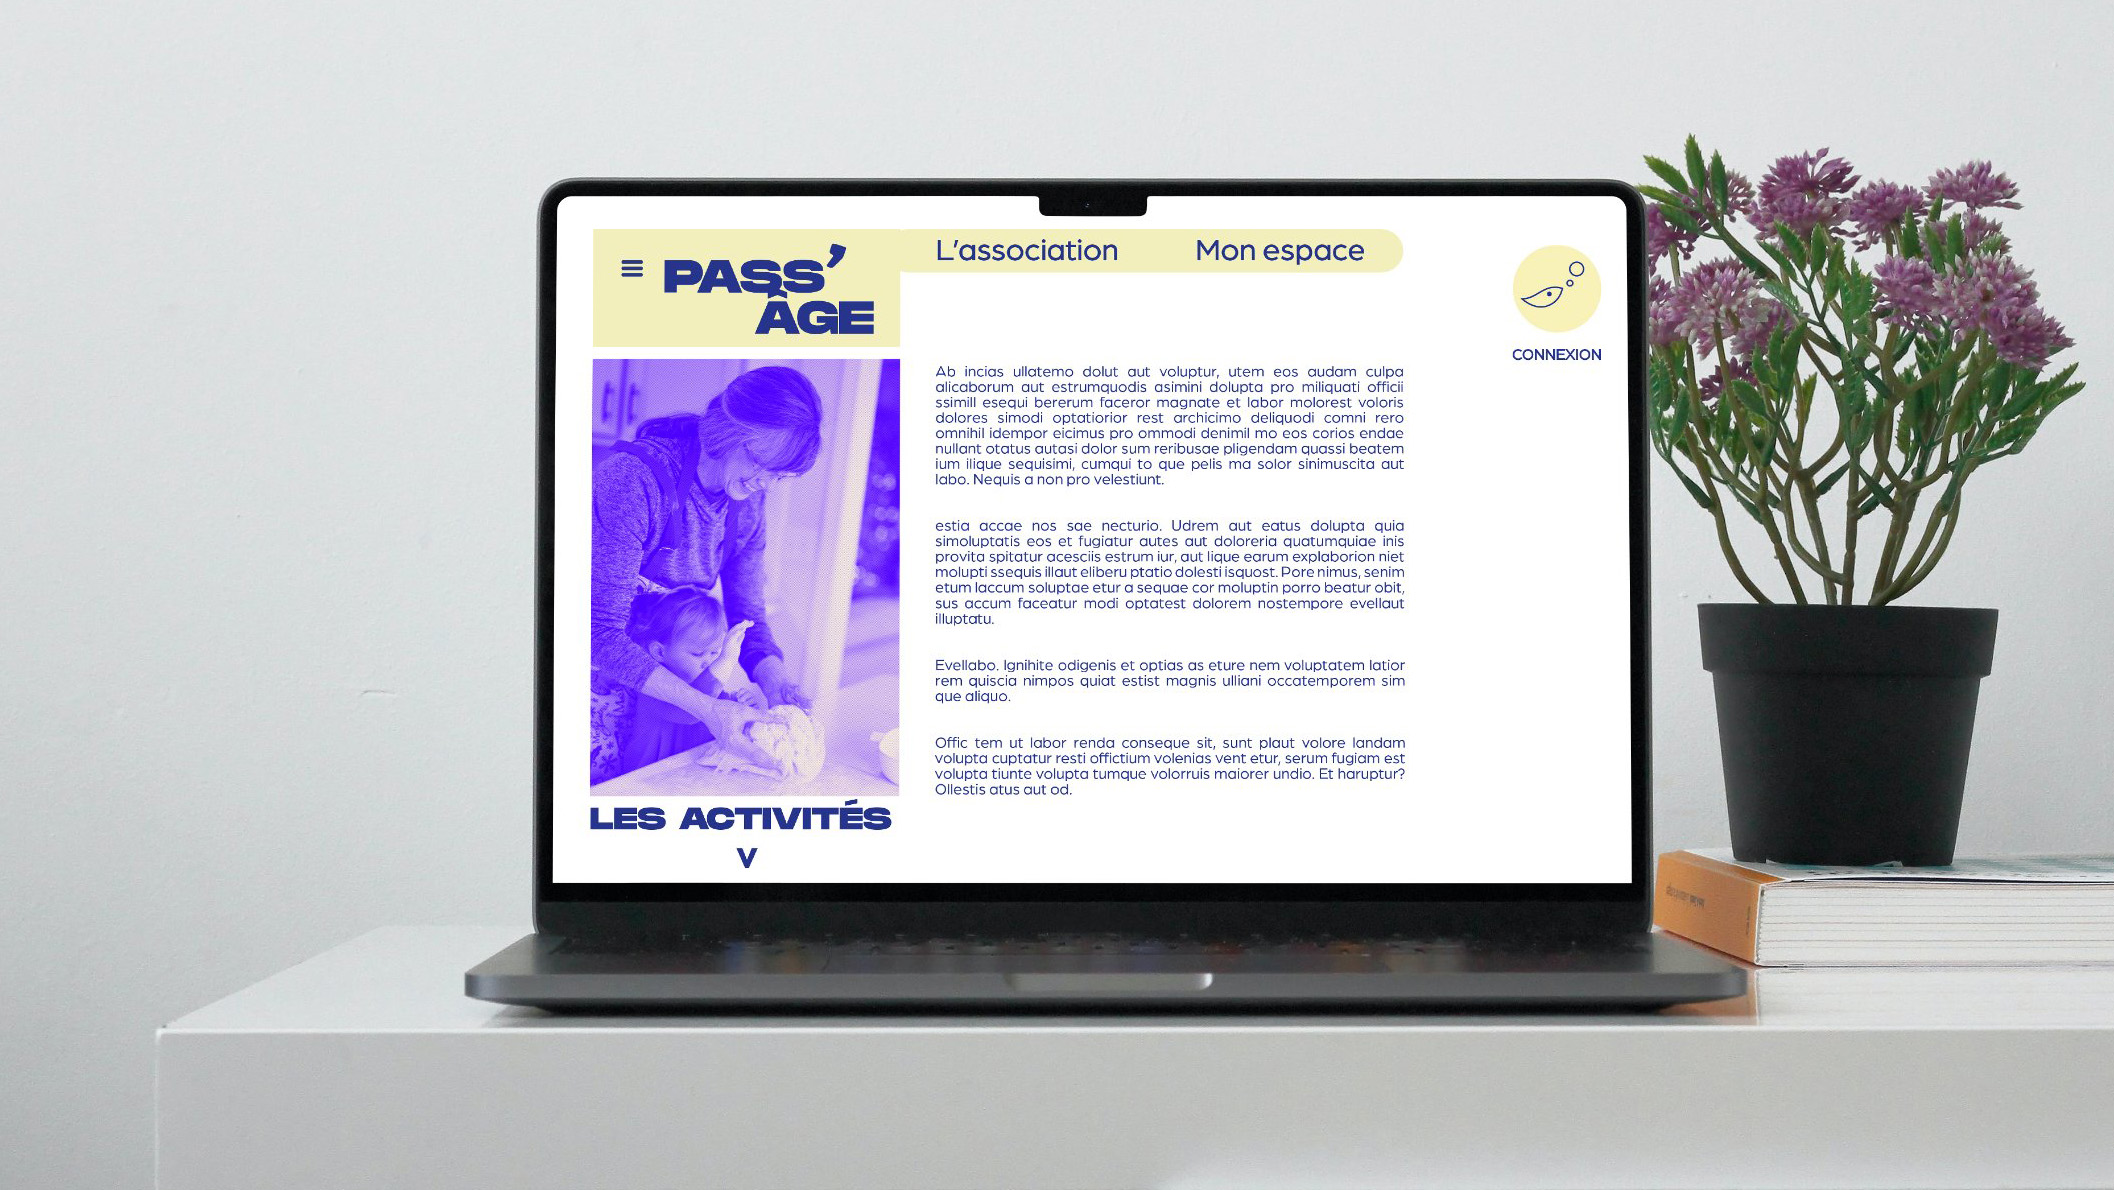 PASS'
ÂGE
L'association
Mon espace
CONNEXION
Ab incias ullatemo dolut aut voluptur, utem eos audam culpa
alicaborum aut estrumquodis asimini dolupta pro miliquati officii
ssimill esequi bererum faceror magnate et labor molorest voloris
dolores simodi optatiorior rest archicimo deliquodi comni rero
omnihil idempor eicimus pro ommodi denimil mo eos corios endae
nullant otatus autasi dolor sum reribusae pligendam quassi beatem
ium ilique sequisimi, cumqui to que pelis ma solor sinimuscita aut
labo. Nequis a non pro velestiunt.
estia accae nos sae necturio. Udrem aut eatus dolupta quia
simoluptatis eos et fugiatur autes aut doloreria quatumquiae inis
provita spitatur acesciis estrum iur, aut lique earum explaborion niet
molupti ssequis illaut eliberu ptatio dolesti isquost. Pore nimus, senim
etum laccum soluptae etur a sequae cor moluptin porro beatur obit,
sus accum faceatur modi optatest dolorem nostempore evellaut
illuptatu.
Evellabo. Ignihite odigenis et optias as eture nem voluptatem latior
rem quiscia nimpos quiat estist magnis ulliani occatemporem sim
que aliquo.
Offic tem ut labor renda conseque sit, sunt plaut volore landam
volupta cuptatur resti offictium volenias vent etur, serum fugiam est
volupta tiunte volupta tumque volorruis maiorer undio. Et haruptur?
Ollestis atus aut od.
LES ACTIVITÉS
V